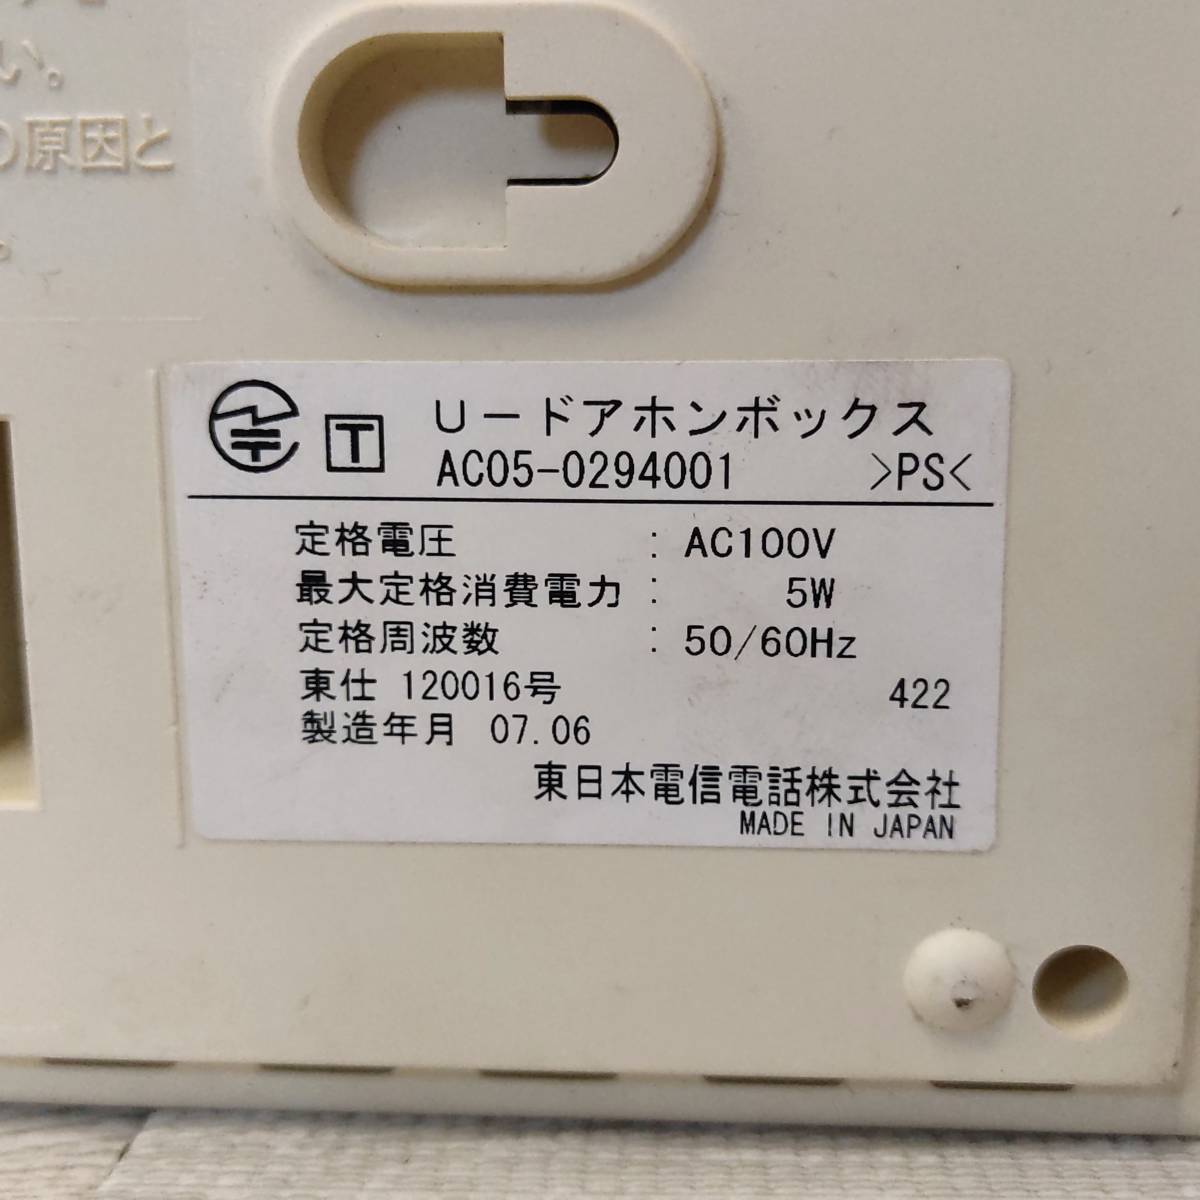 い。
の原因と
。
T
U－ドアホンボックス
AC05-0294001 >PS<
定格電圧 : AC100V
最大定格消費電力 : 5W
定格周波数 : 50/60Hz
東仕 120016号 422
製造年月 07.06
東日本電信電話株式会社
MADE IN JAPAN